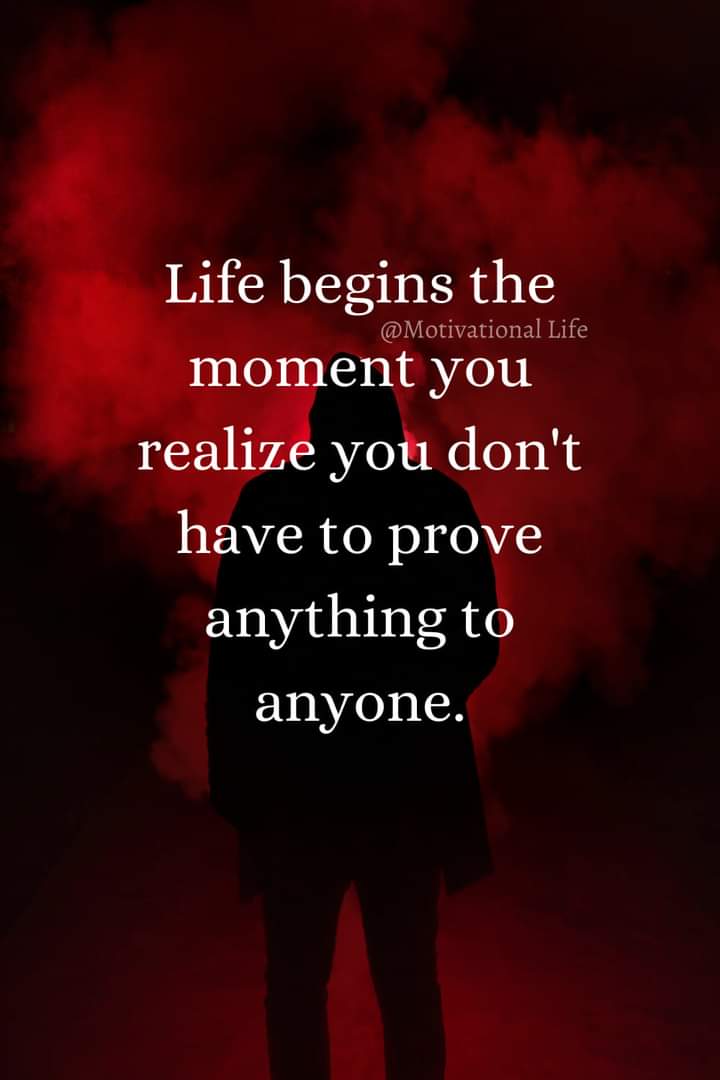 Life begins the
@Motivational Life
moment you
realize you don't
have to prove
anything to
anyone.